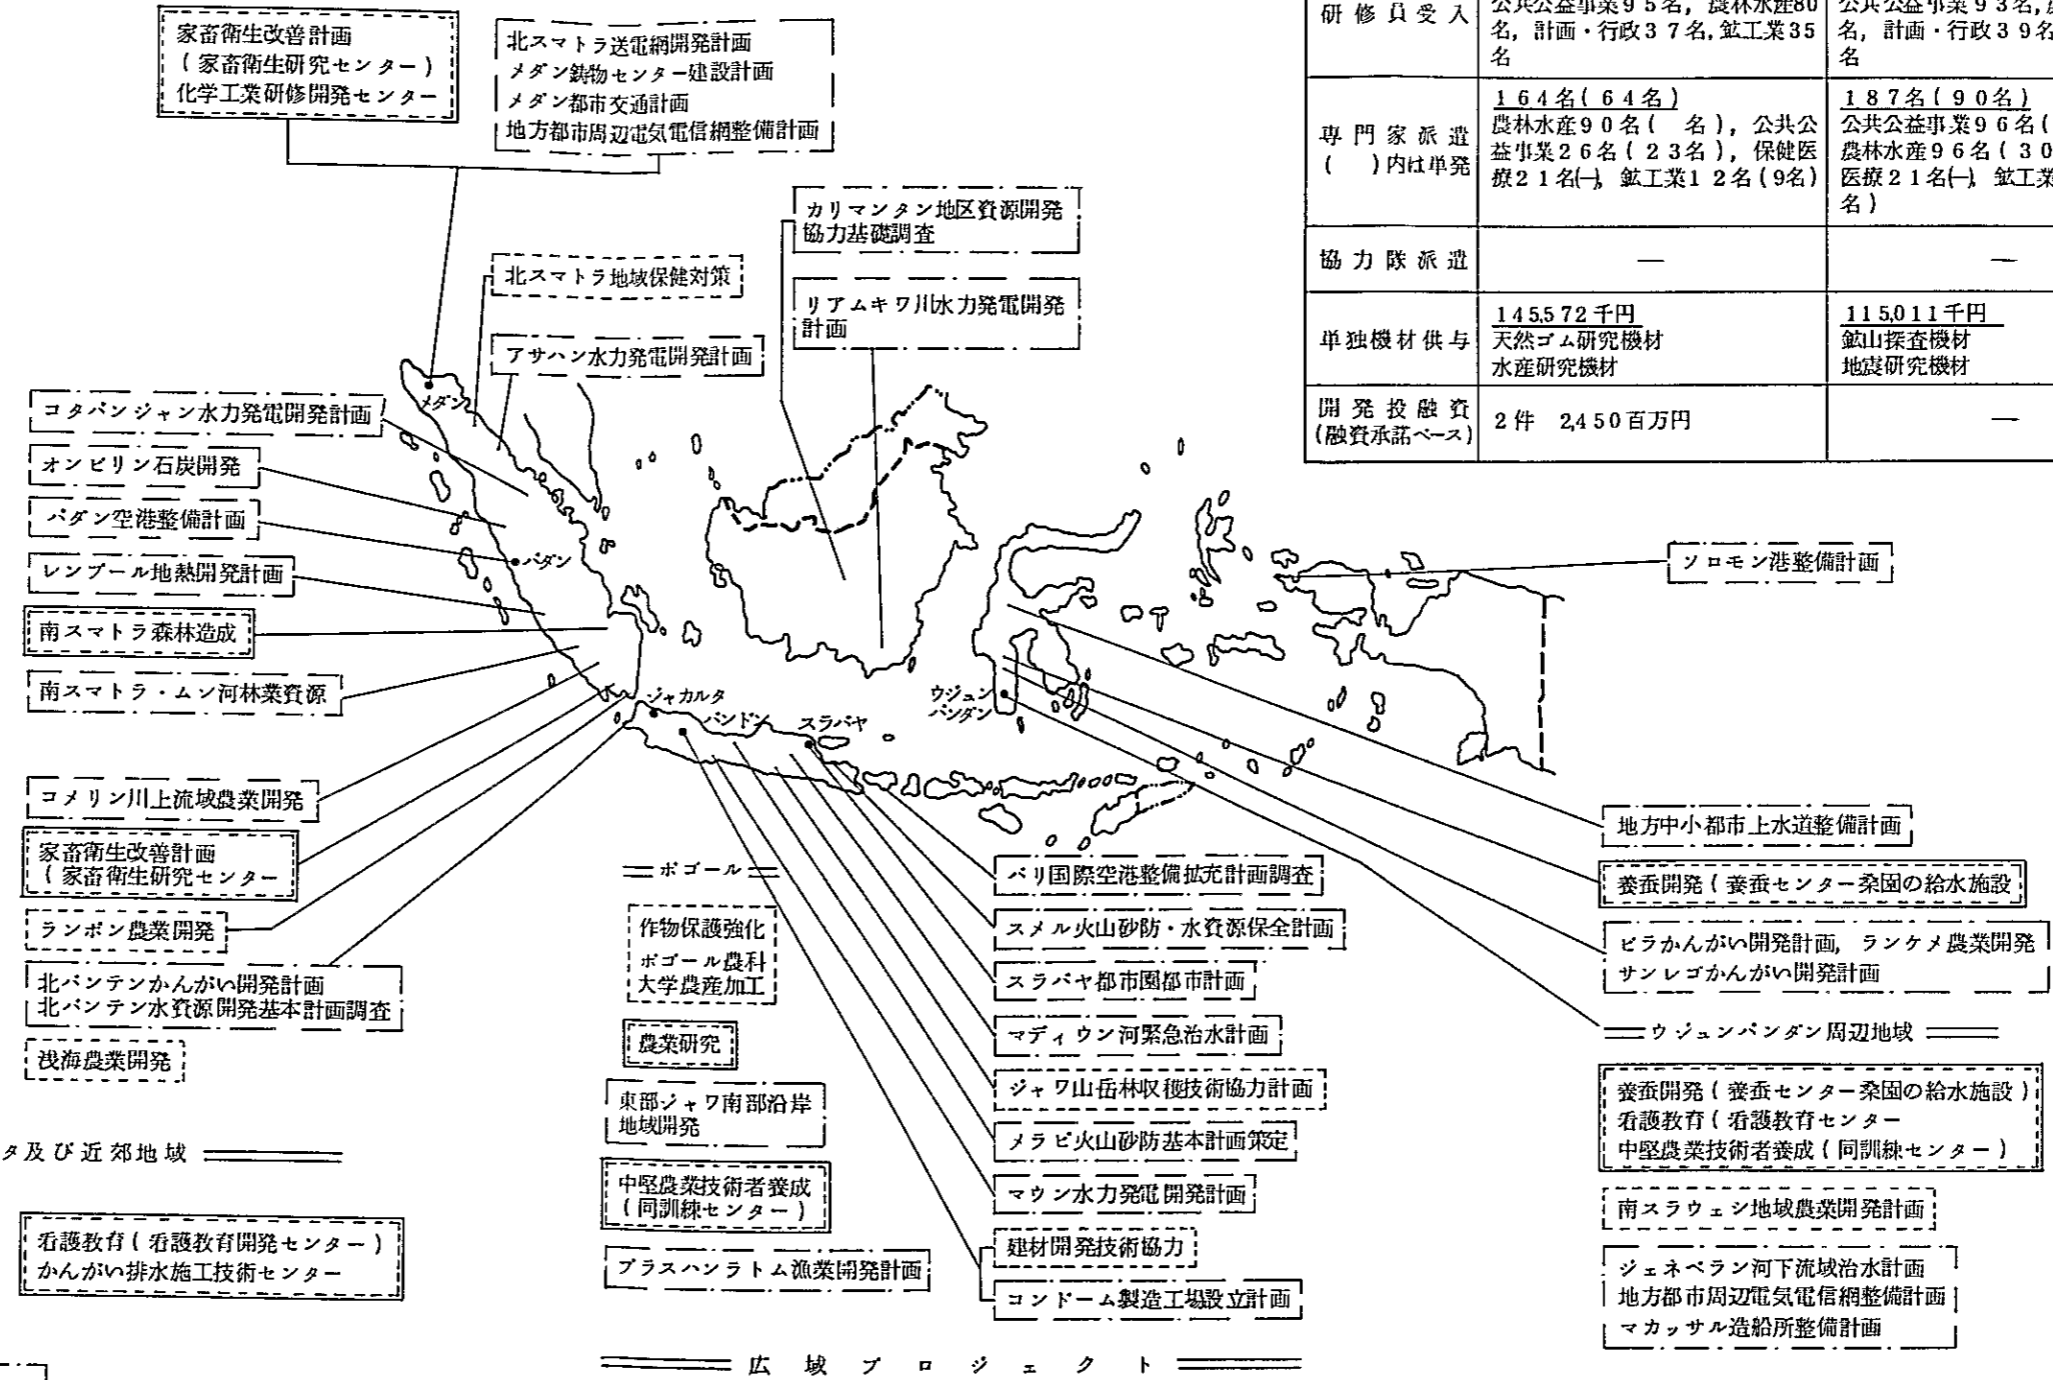 家畜衛生改善計画
(家畜衛生研究センター)
化学工業研修開発センター
北スマトラ送電網開発計画
メダン鋳物センター建設計画
メダン都市交通計画
地方都市周辺電気電信網整備計画
カリマンタン地区資源開発
協力基礎調査
北スマトラ地域保健対策
リアムキワ川水力発電開発
計画
アサハン水力発電開発計画
研修員受入
公共公益事業95名, 農林水産80
名, 計画・行政37名, 鉱工業35
名
公共公益事業93名,
名, 計画・行政39名
名
専門家派遣
( )内は単発
164名(64名)
農林水産90名( 名), 公共公
益事業26名(23名), 保健医
療21名(—), 鉱工業12名(9名)
187名(90名)
公共公益事業96名(
農林水産96名(30
医療21名(—), 鉱工業
名)
協力隊派遣
—
—
単独機材供与
145,572千円
天然ゴム研究機材
水産研究機材
115,011千円
鉱山探査機材
地震研究機材
開発投融資
(融資承諾ベース)
2件 2,450百万円
—
コタパンジャン水力発電開発計画
オンビリン石炭開発
パダン空港整備計画
レンプール地熱開発計画
南スマトラ森林造成
南スマトラ・ムシ河林業資源
メダン
パダン
ジャカルタ
バンドン
スラバヤ
ウジュン
パンダン
ソロモン港整備計画
コメリン川上流域農業開発
家畜衛生改善計画
(家畜衛生研究センター
ランポン農業開発
北バンテンかんがい開発計画
北バンテン水資源開発基本計画調査
浅海農業開発
タ及び近郊地域
看護教育(看護教育開発センター)
かんがい排水施工技術センター
ボゴール
作物保護強化
ボゴール農科
大学農産加工
農業研究
東部ジャワ南部沿岸
地域開発
中堅農業技術者養成
(同訓練センター)
プラスハンラトム漁業開発計画
バリ国際空港整備拡充計画調査
スメル火山砂防・水資源保全計画
スラバヤ都市圏都市計画
マディウン河緊急治水計画
ジャワ山岳林収穫技術協力計画
メラピ火山砂防基本計画策定
マウン水力発電開発計画
建材開発技術協力
コンドーム製造工場設立計画
地方中小都市上水道整備計画
養蚕開発(養蚕センター桑園の給水施設
ビラかんがい開発計画, ランケメ農業開発
サンレゴかんがい開発計画
ウジュンパンダン周辺地域
養蚕開発(養蚕センター桑園の給水施設)
看護教育(看護教育センター
中堅農業技術者養成(同訓練センター)
南スラウェシ地域農業開発計画
ジェネベラン河下流域治水計画
地方都市周辺電気電信網整備計画
マカッサル造船所整備計画
広域プロジェクト